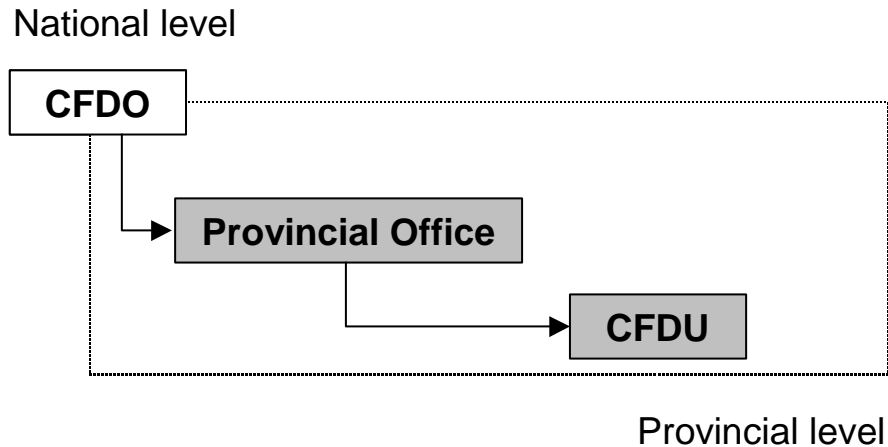 National level
CFDO
Provincial Office
CFDU
Provincial level